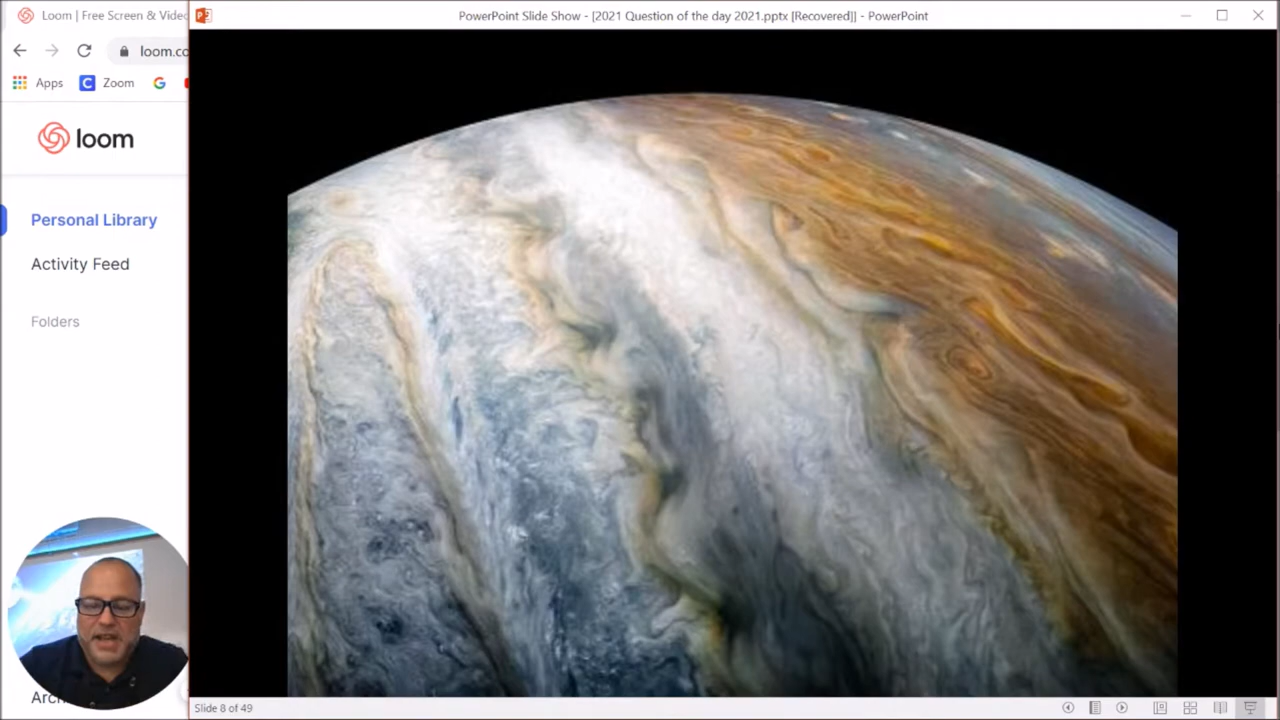 Loom | Free Screen & Video
PowerPoint Slide Show - [2021 Question of the day 2021.pptx [Recovered]] - PowerPoint
loom.co
Apps
Zoom
loom
Personal Library
Activity Feed
Folders
Slide 8 of 49